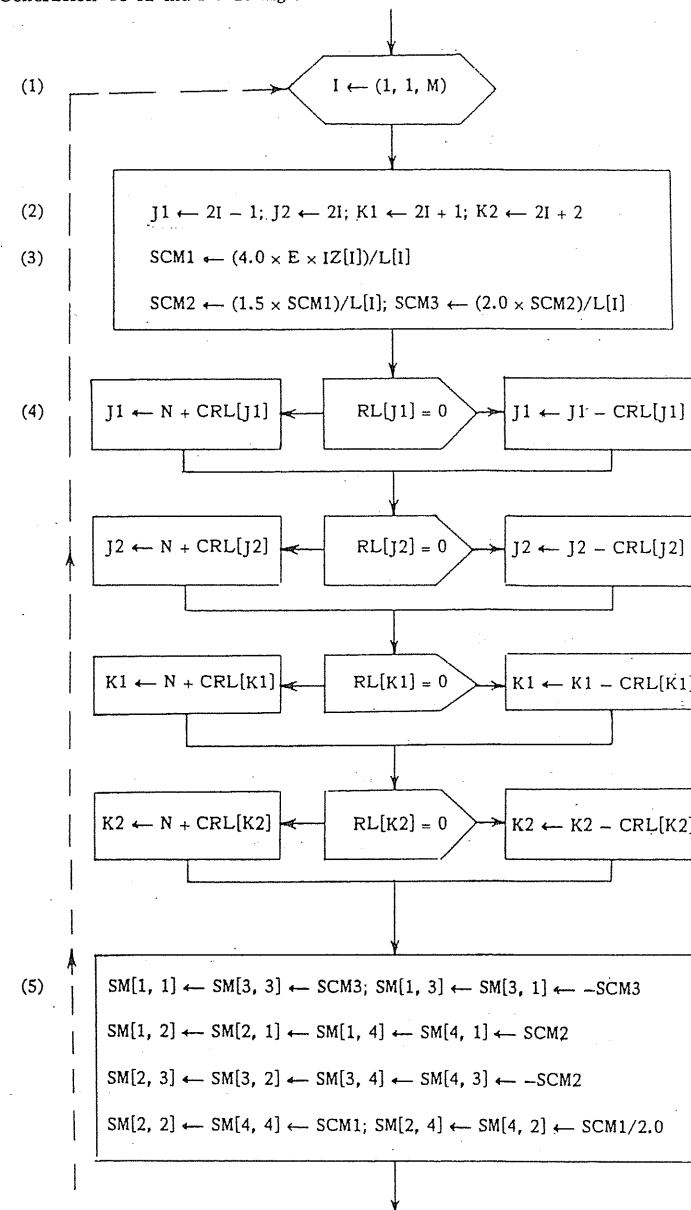 (1)
I ← (1, 1, M)
(2)
J1 ← 2I – 1; J2 ← 2I; K1 ← 2I + 1; K2 ← 2I + 2
(3)
SCM1 ← (4.0 × E × IZ[I])/L[I]
SCM2 ← (1.5 × SCM1)/L[I]; SCM3 ← (2.0 × SCM2)/L[I]
(4)
J1 ← N + CRL[J1]
RL[J1] = 0
J1 ← J1 – CRL[J1]
J2 ← N + CRL[J2]
RL[J2] = 0
J2 ← J2 – CRL[J2]
K1 ← N + CRL[K1]
RL[K1] = 0
K1 ← K1 – CRL[K1]
K2 ← N + CRL[K2]
RL[K2] = 0
K2 ← K2 – CRL[K2]
(5)
SM[1, 1] ← SM[3, 3] ← SCM3; SM[1, 3] ← SM[3, 1] ← –SCM3
SM[1, 2] ← SM[2, 1] ← SM[1, 4] ← SM[4, 1] ← SCM2
SM[2, 3] ← SM[3, 2] ← SM[3, 4] ← SM[4, 3] ← –SCM2
SM[2, 2] ← SM[4, 4] ← SCM1; SM[2, 4] ← SM[4, 2] ← SCM1/2.0